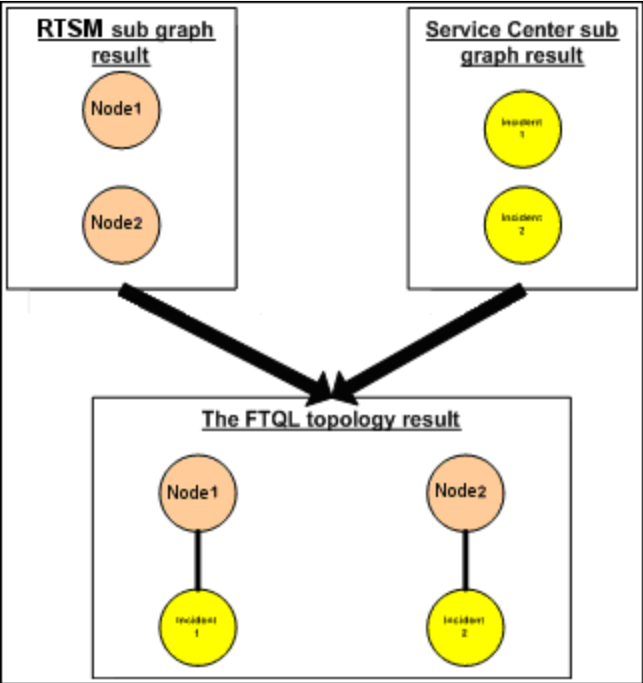 RTSM sub graph
result
Node1
Node2
Service Center sub
graph result
Incident
1
Incident
2
The FTQL topology result
Node1
Node2
Incident
1
Incident
2